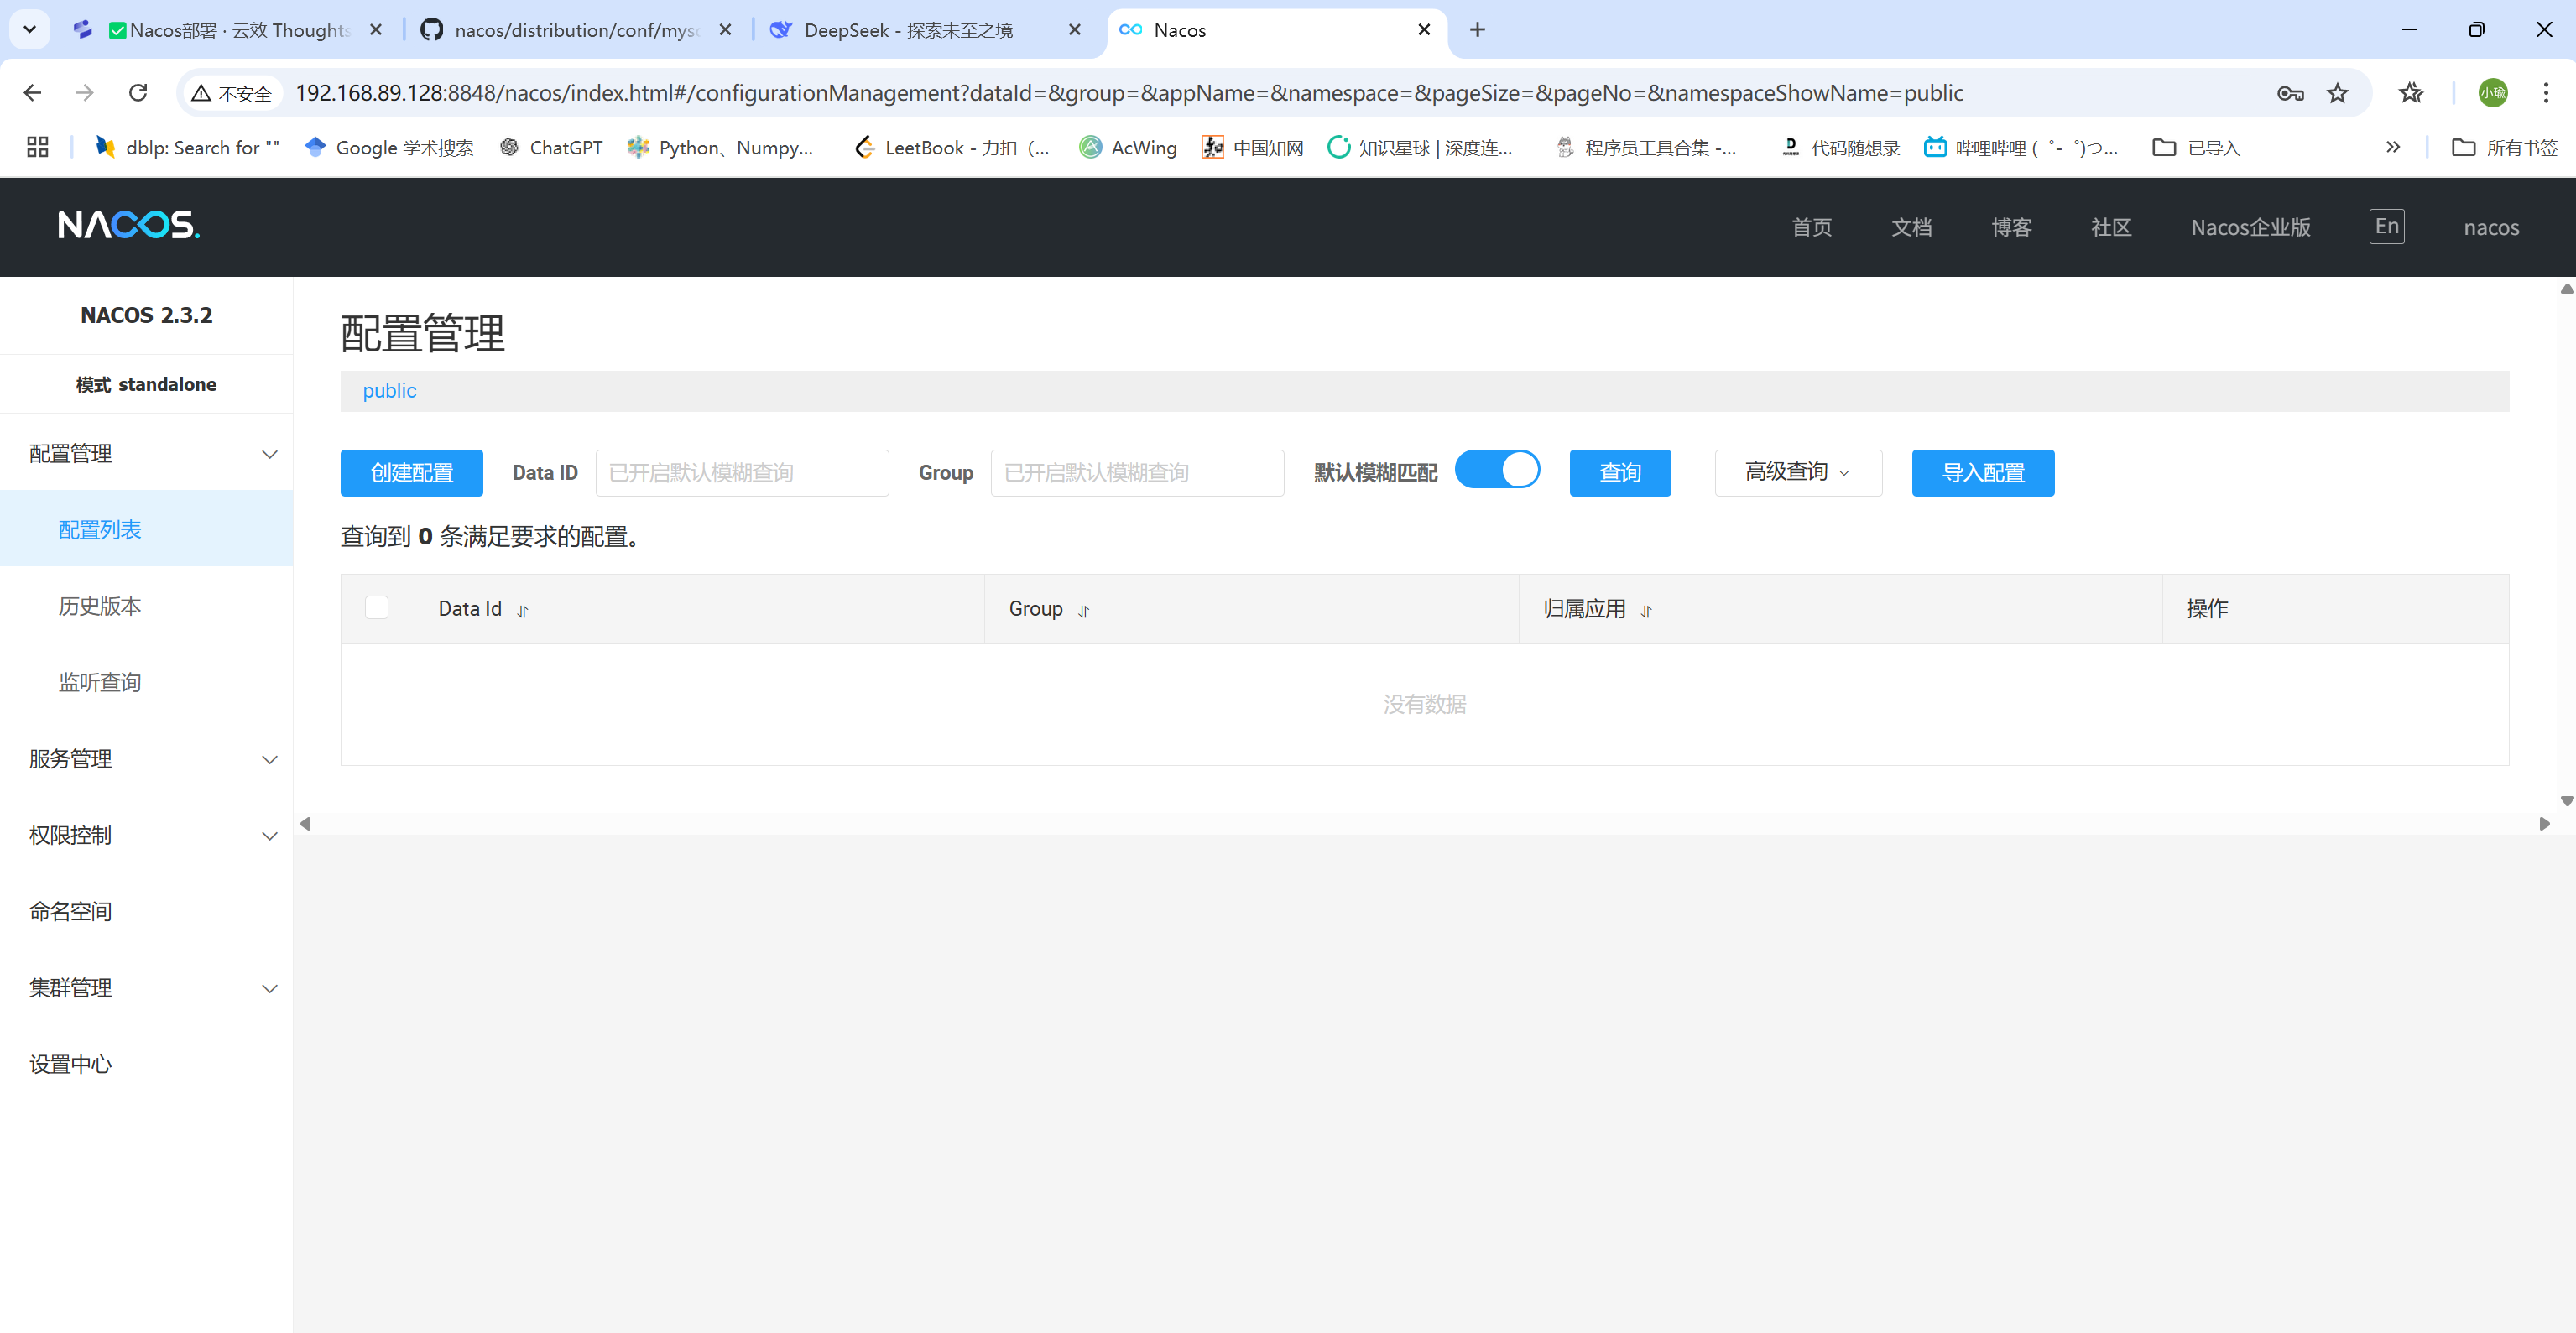 Nacos部署 · 云效 Thoughts
nacos/distribution/conf/mysc
DeepSeek - 探索未至之境
Nacos
不安全
192.168.89.128:8848/nacos/index.html#/configurationManagement?dataId=&group=&appName=&namespace=&pageSize=&pageNo=&namespaceShowName=public
小瑜
dblp: Search for ""
Google 学术搜索
ChatGPT
Python、Numpy...
LeetBook - 力扣（...
AcWing
中国知网
知识星球 | 深度连...
程序员工具合集 -...
代码随想录
哔哩哔哩 (゜-゜)つ...
已导入
所有书签
NACOS.
首页
文档
博客
社区
Nacos企业版
En
nacos
NACOS 2.3.2
模式 standalone
配置管理
配置列表
历史版本
监听查询
服务管理
权限控制
命名空间
集群管理
设置中心
配置管理
public
创建配置
Data ID
已开启默认模糊查询
Group
已开启默认模糊查询
默认模糊匹配
查询
高级查询
导入配置
查询到 0 条满足要求的配置。
Data Id
Group
归属应用
操作
没有数据